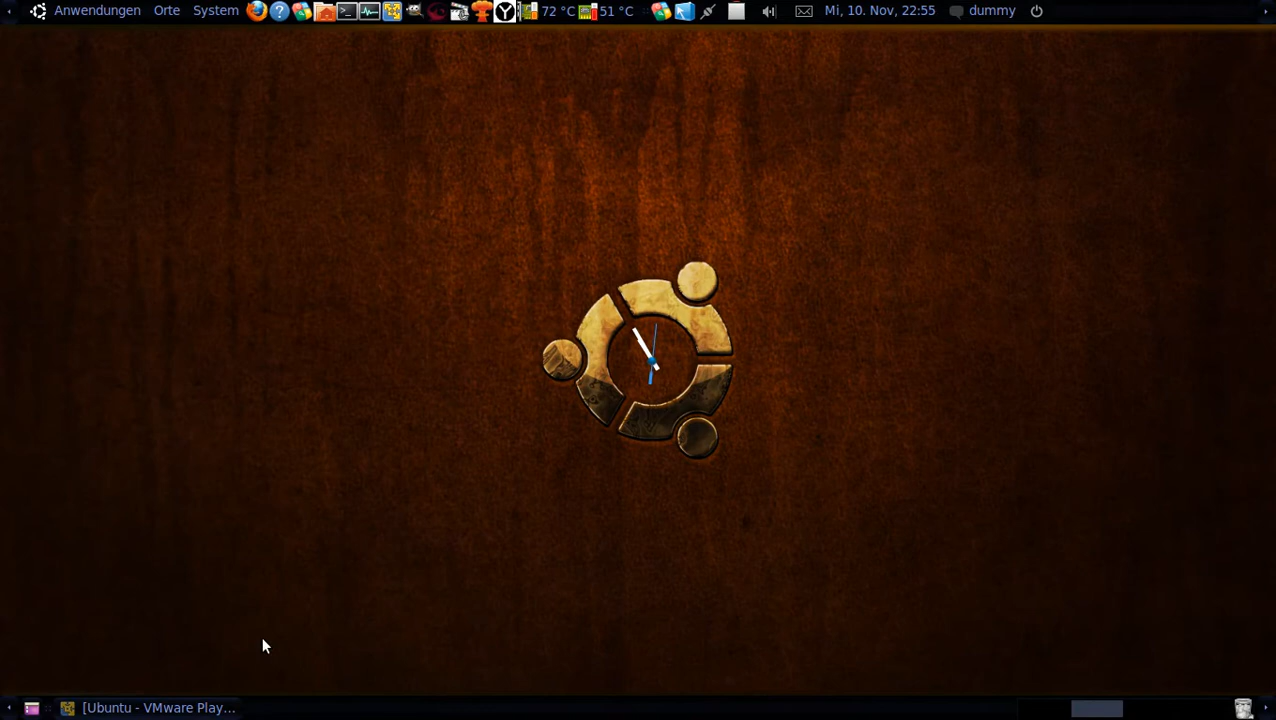 Anwendungen Orte System 72 °C 51 °C Mi, 10. Nov, 22:55 dummy
[Ubuntu - VMware Play...